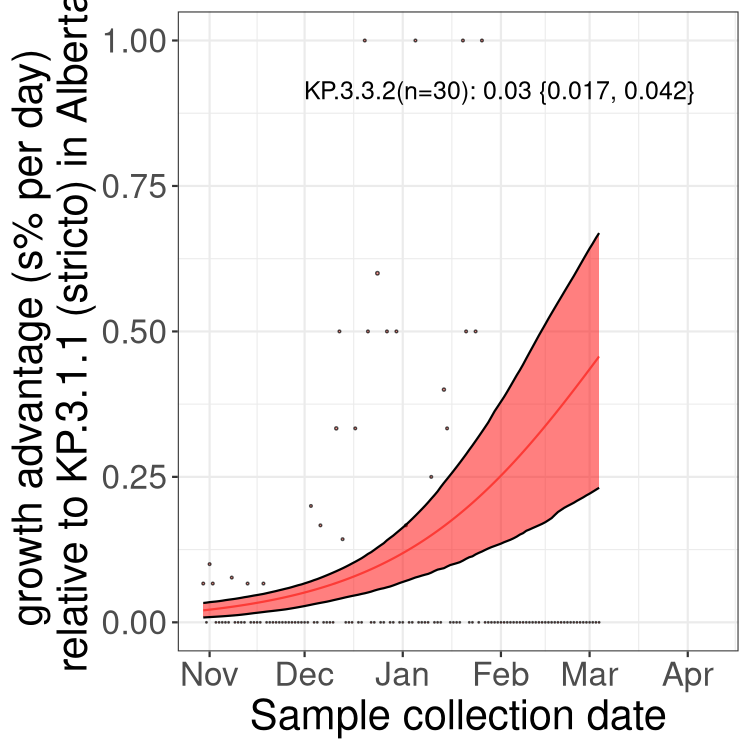 growth advantage (s% per day)
relative to KP.3.1.1 (stricto) in Alberta
1.00
0.75
0.50
0.25
0.00
KP.3.3.2(n=30): 0.03 {0.017, 0.042}
Nov Dec Jan Feb Mar Apr
Sample collection date